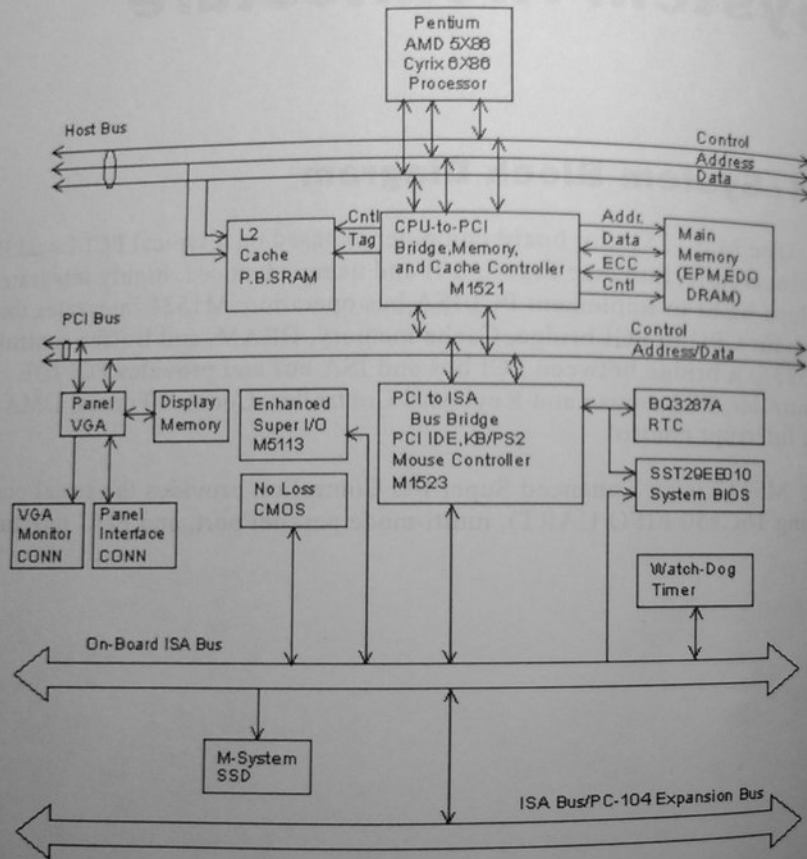 Pentium
AMD 5X86
Cyrix 6X86
Processor
Host Bus
Control
Address
Data
L2
Cache
P.B.SRAM
Cntl
Tag
CPU-to-PCI
Bridge,Memory,
and Cache Controller
M1521
Addr.
Data
ECC
Cntl
Main
Memory
(EPM,EDO
DRAM)
PCI Bus
Control
Address/Data
Panel
VGA
Display
Memory
Enhanced
Super I/O
M5113
PCI to ISA
Bus Bridge
PCI IDE,KB/PS2
Mouse Controller
M1523
BQ3287A
RTC
No Loss
CMOS
SST29EE010
System BIOS
VGA
Monitor
CONN
Panel
Interface
CONN
Watch-Dog
Timer
On-Board ISA Bus
M-System
SSD
ISA Bus/PC-104 Expansion Bus